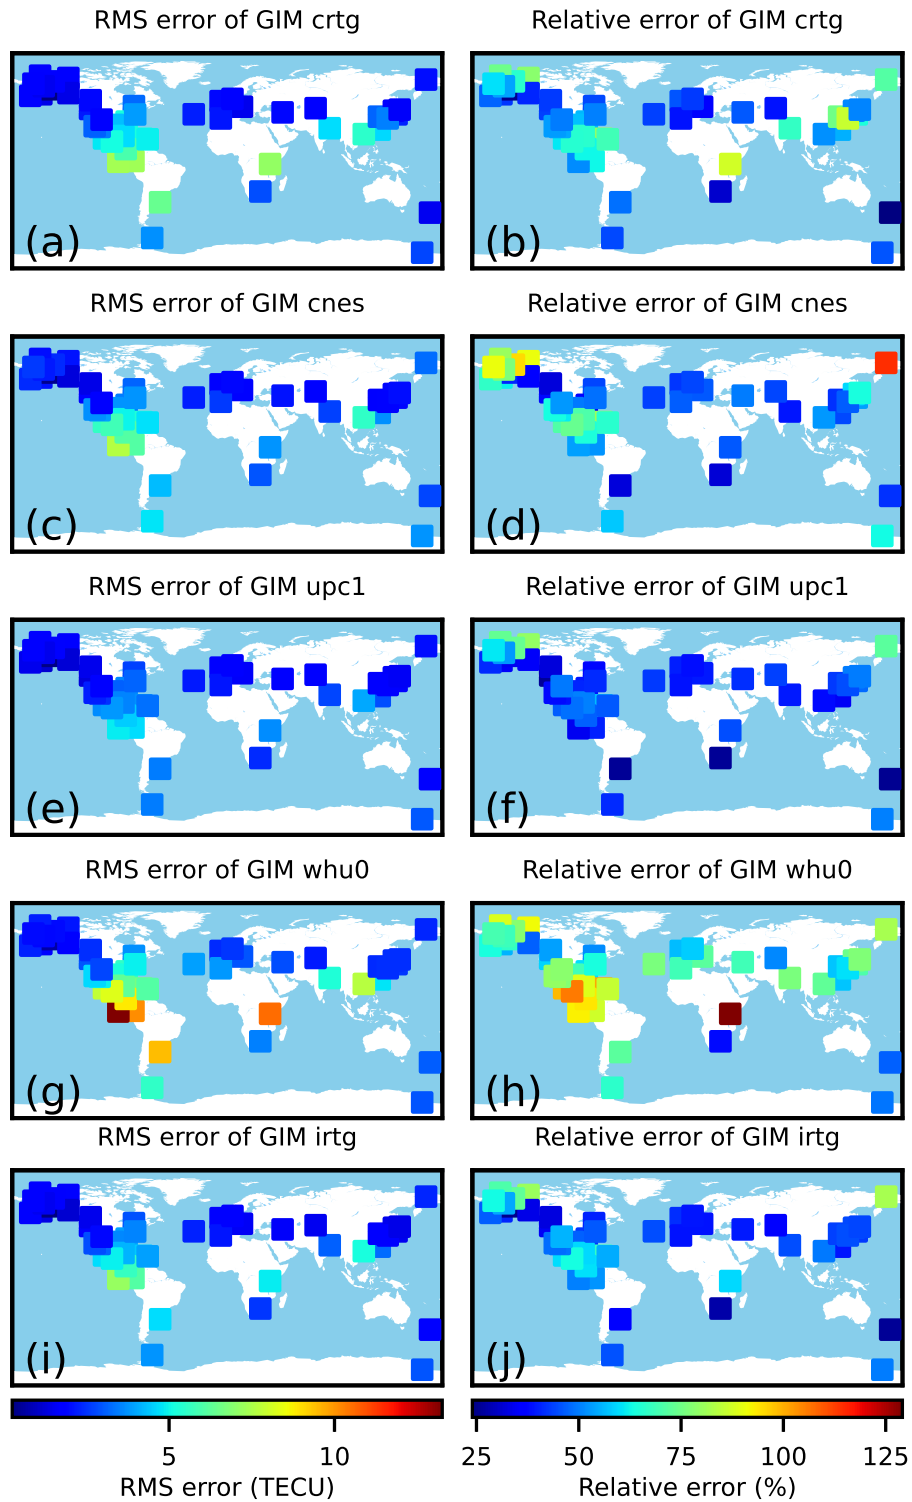 RMS error of GIM crtg
Relative error of GIM crtg
(a)
(b)
RMS error of GIM cnes
Relative error of GIM cnes
(c)
(d)
RMS error of GIM upc1
Relative error of GIM upc1
(e)
(f)
RMS error of GIM whu0
Relative error of GIM whu0
(g)
(h)
RMS error of GIM irtg
Relative error of GIM irtg
(i)
(j)
5 10
25 50 75 100 125
RMS error (TECU)
Relative error (%)